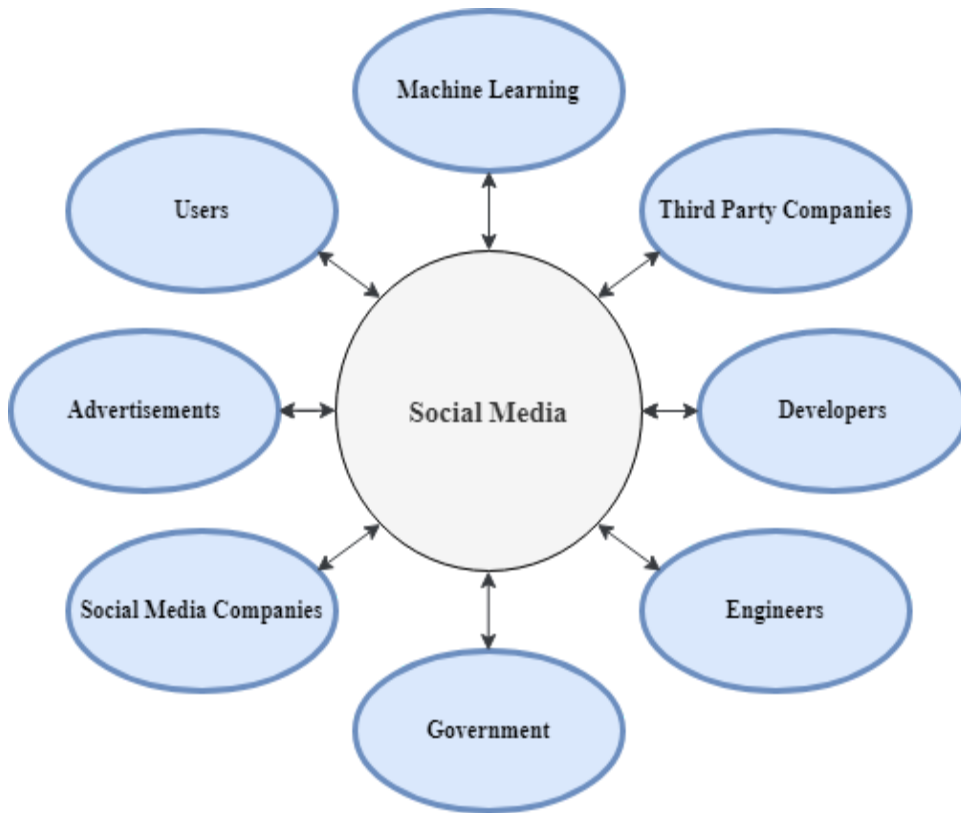 Machine Learning
Users
Third Party Companies
Advertisements
Social Media
Developers
Social Media Companies
Engineers
Government